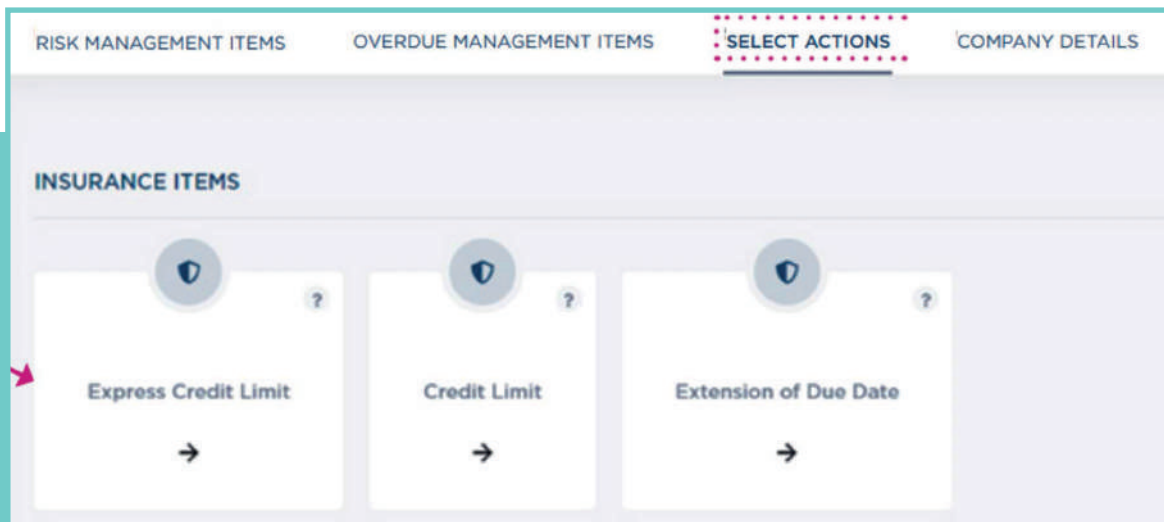 RISK MANAGEMENT ITEMS OVERDUE MANAGEMENT ITEMS SELECT ACTIONS COMPANY DETAILS
INSURANCE ITEMS
? ? ?
Express Credit Limit Credit Limit Extension of Due Date